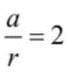 a/r = 2